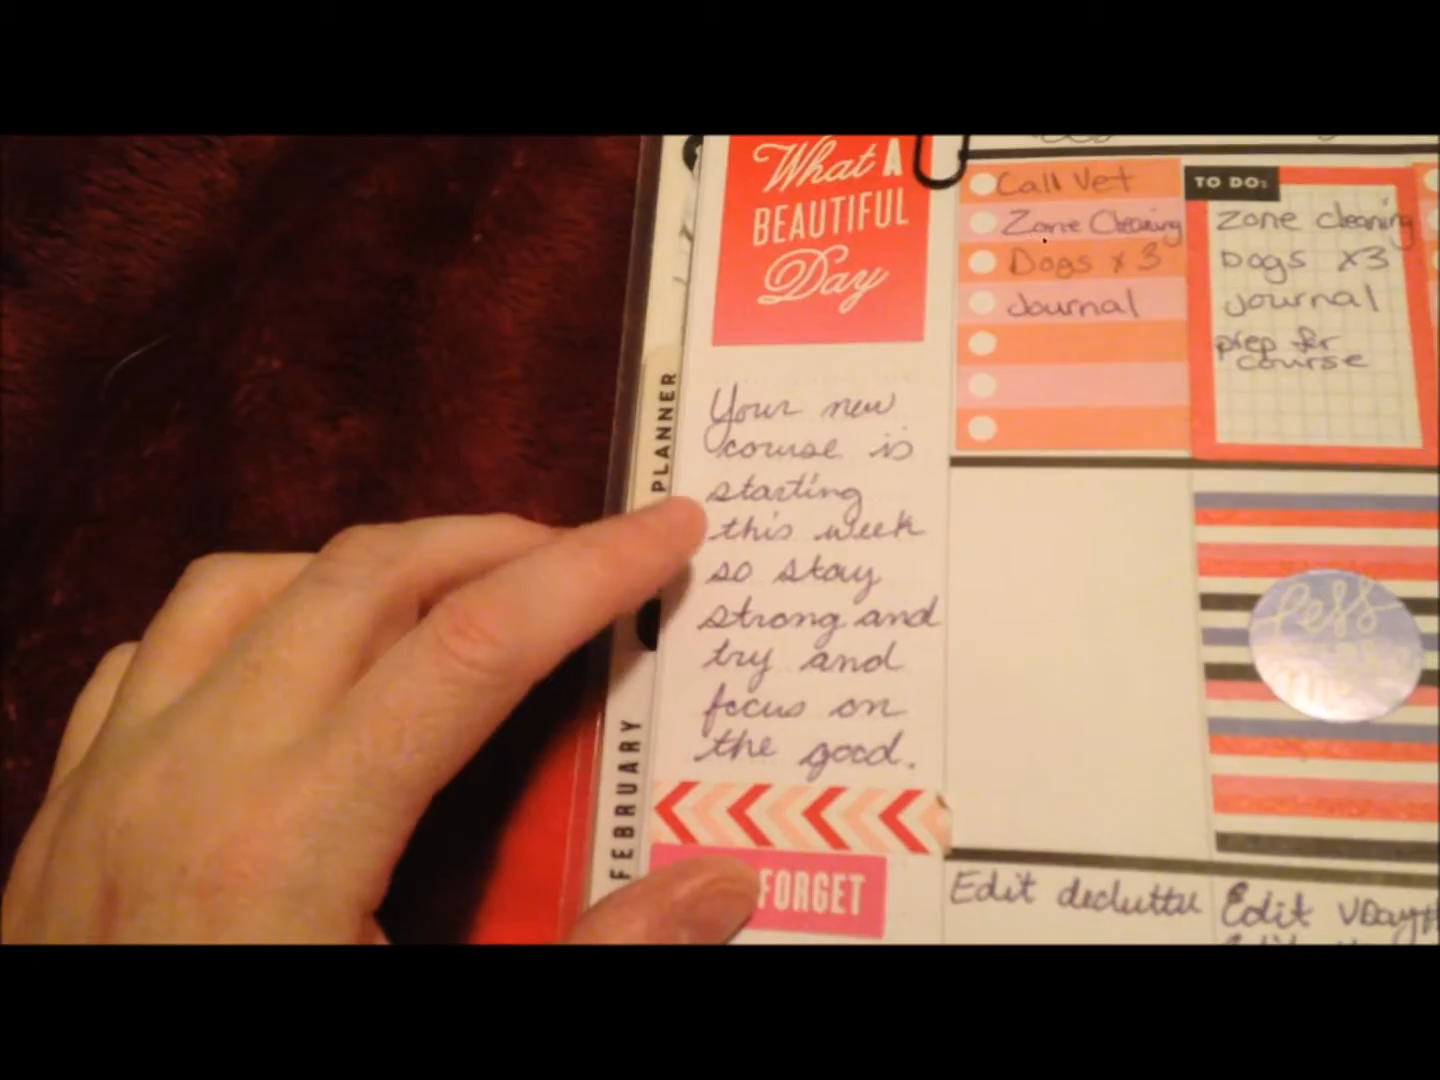 What A
BEAUTIFUL
Day
Your new
course is
starting
this week
so stay
strong and
try and
focus on
the good.
FORGET
PLANNER
FEBRUARY
Call Vet
Zone Cleaning
Dogs x 3
Journal
TO DO:
zone cleaning
Dogs x3
journal
prep for
course
less
Edit
Edit VDay